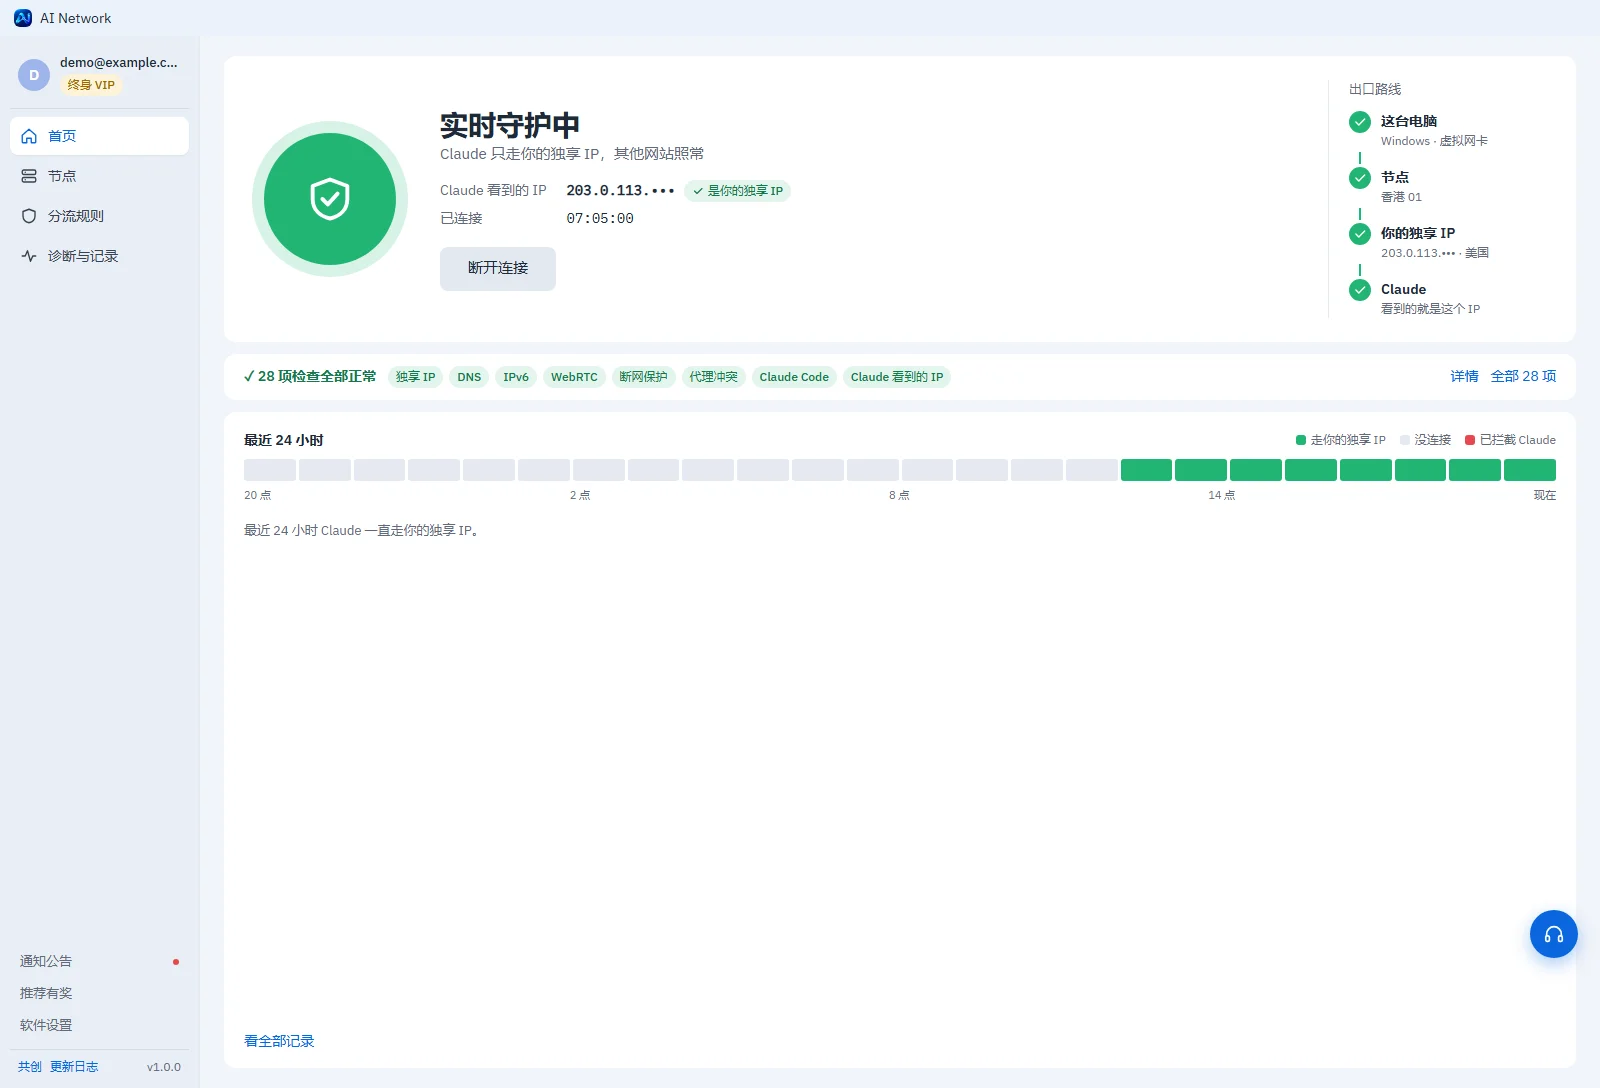 AI Network
D
demo@example.c...
终身 VIP
首页
节点
分流规则
诊断与记录
通知公告
推荐有奖
软件设置
共创 更新日志 v1.0.0
实时守护中
Claude 只走你的独享 IP，其他网站照常
Claude 看到的 IP 203.0.113.••• 是你的独享 IP
已连接 07:05:00
断开连接
出口路线
这台电脑
Windows · 虚拟网卡
节点
香港 01
你的独享 IP
203.0.113.••• · 美国
Claude
看到的就是这个 IP
✓ 28 项检查全部正常 独享 IP DNS IPv6 WebRTC 断网保护 代理冲突 Claude Code Claude 看到的 IP 详情 全部 28 项
最近 24 小时 走你的独享 IP 没连接 已拦截 Claude
20 点 2 点 8 点 14 点 现在
最近 24 小时 Claude 一直走你的独享 IP。
看全部记录